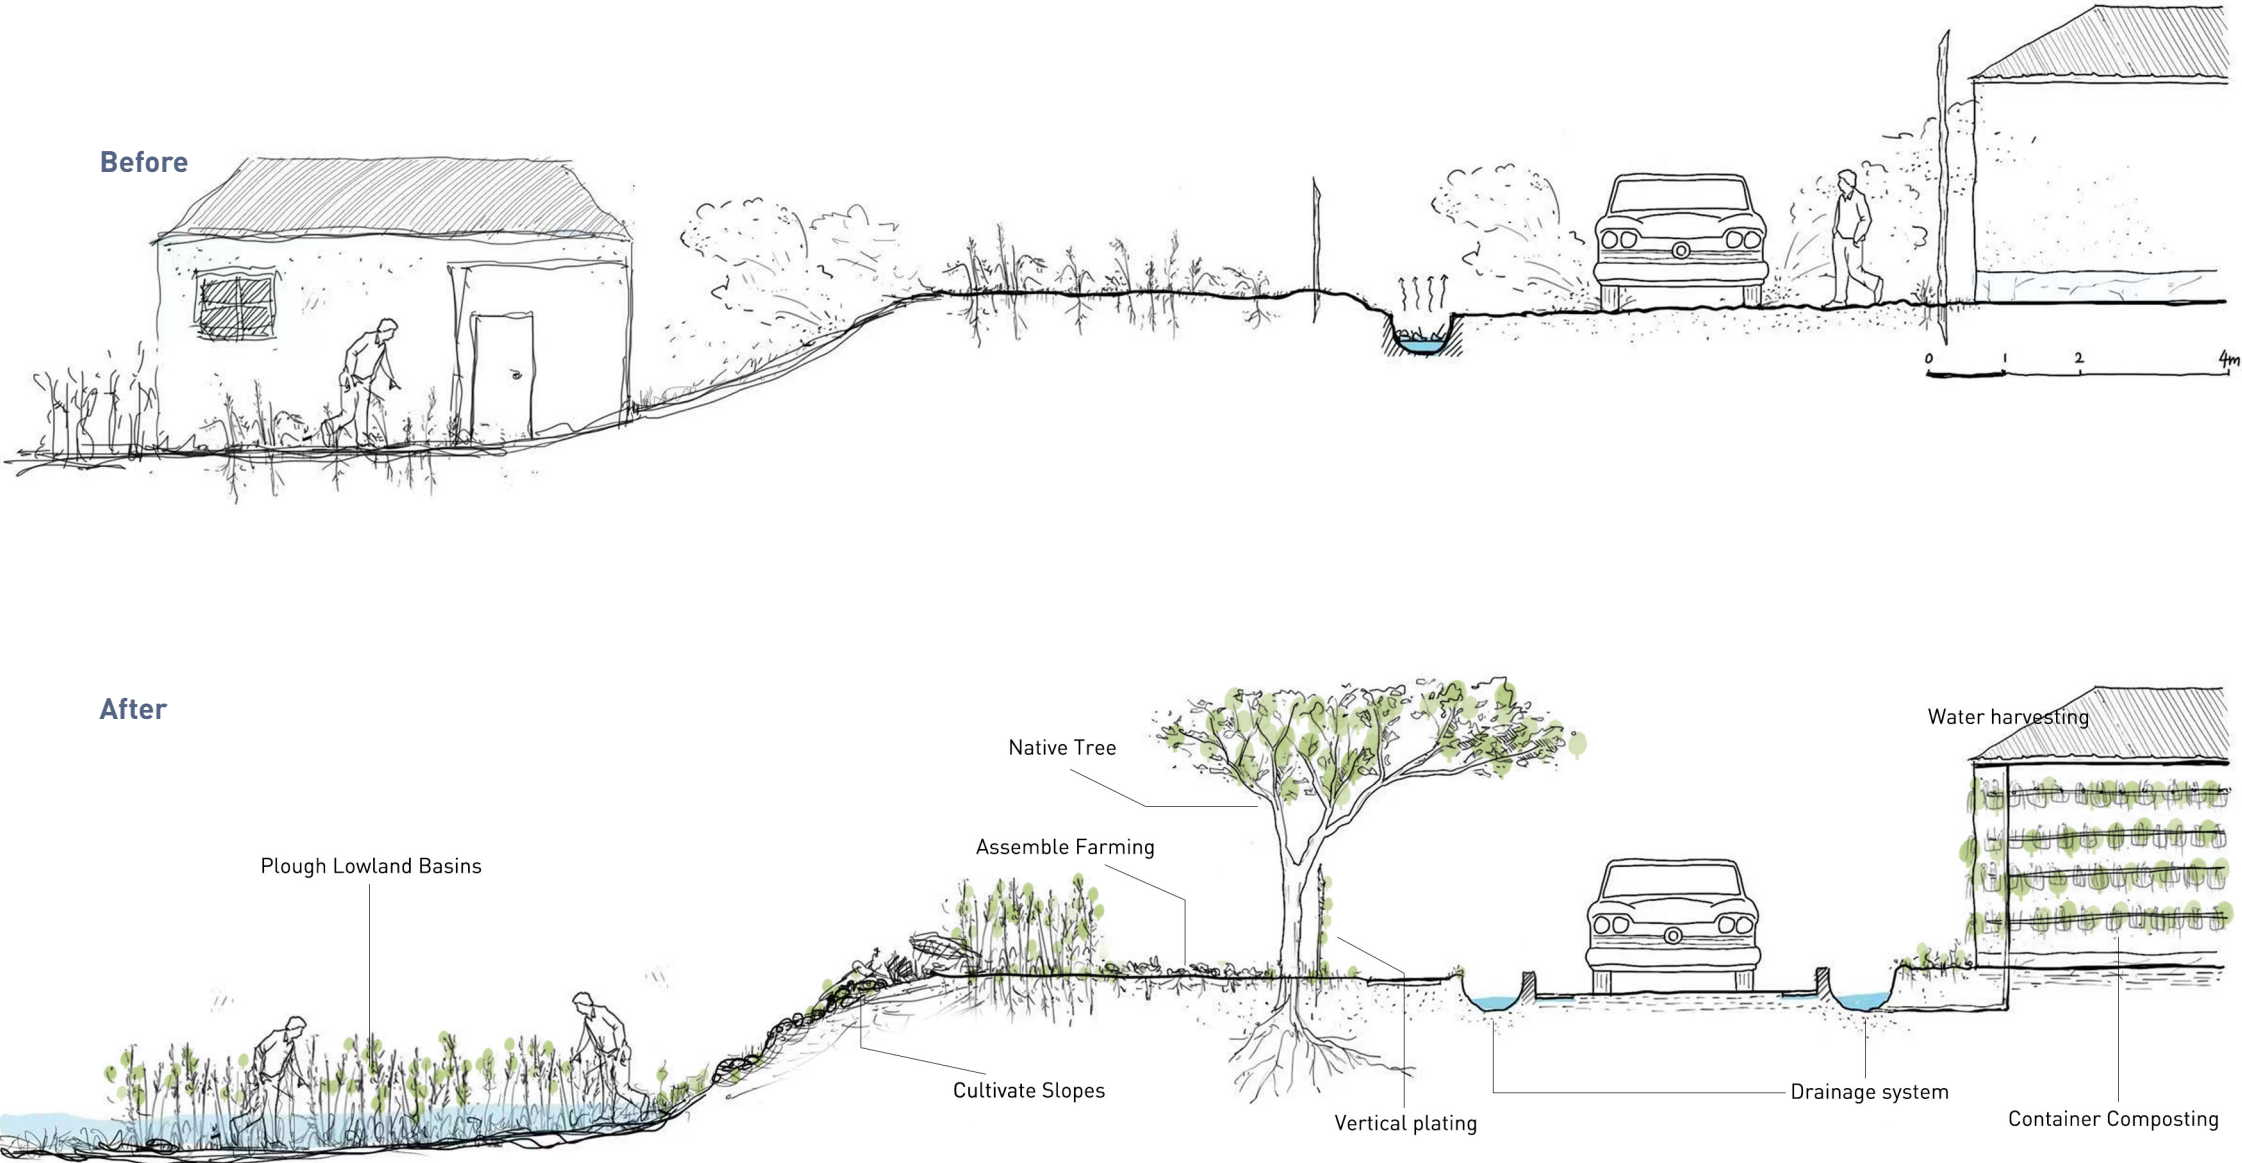 Before
0 1 2 4m
After
Water harvesting
Native Tree
Assemble Farming
Plough Lowland Basins
Cultivate Slopes
Drainage system
Vertical plating
Container Composting